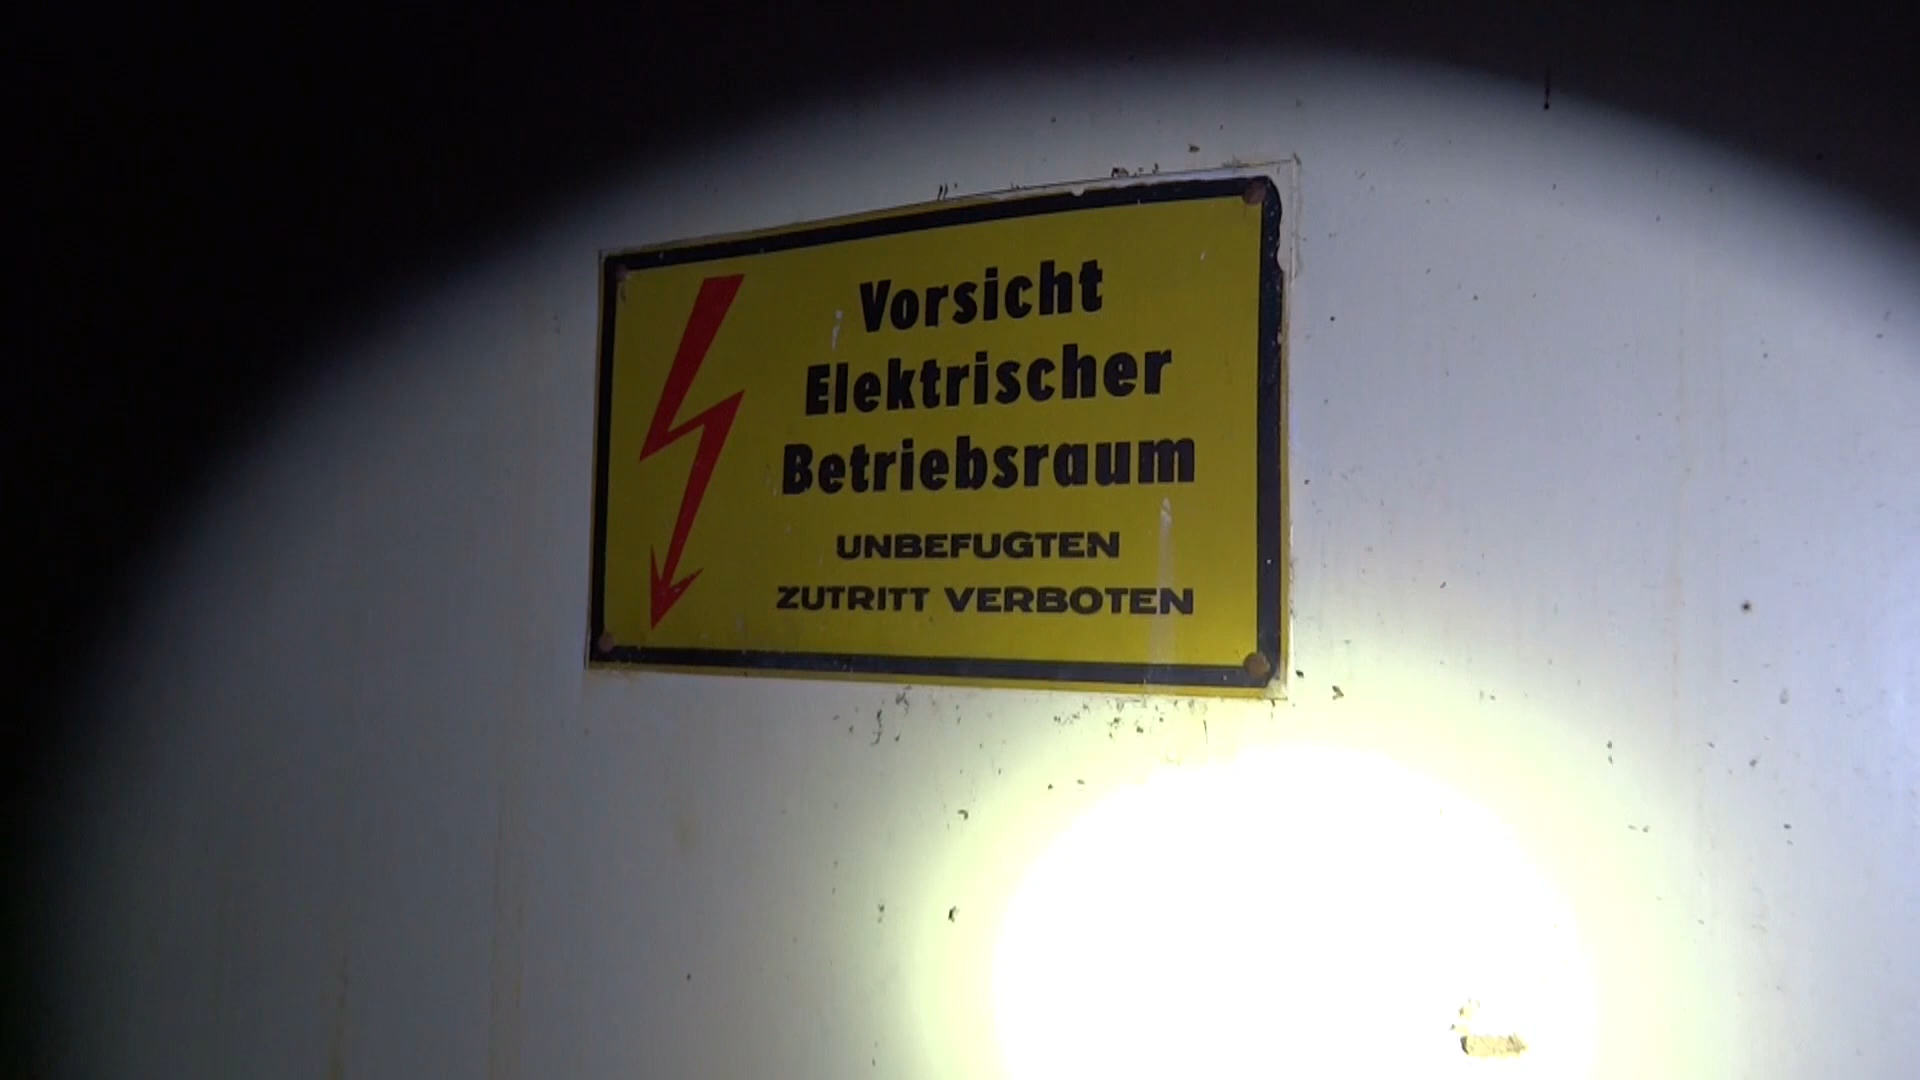 Vorsicht
Elektrischer
Betriebsraum
UNBEFUGTEN
ZUTRITT VERBOTEN